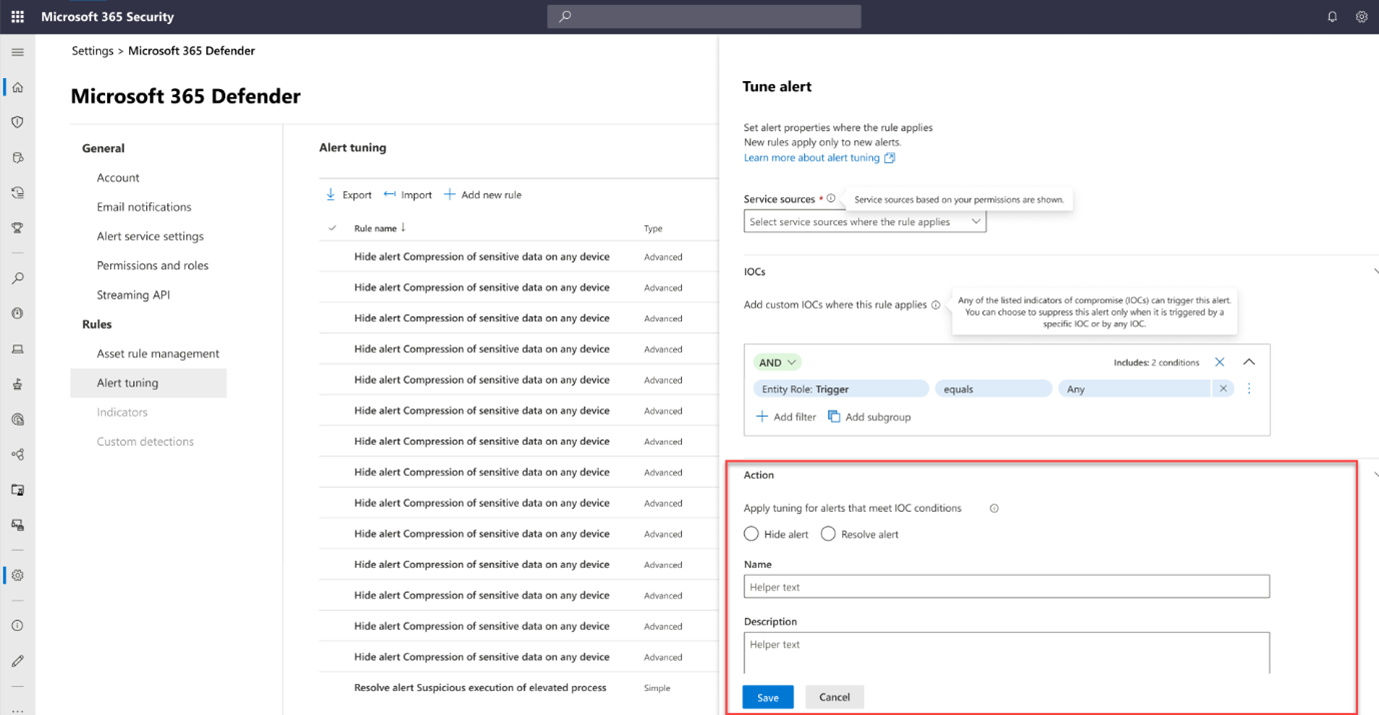 Microsoft 365 Security
Settings > Microsoft 365 Defender
Microsoft 365 Defender
General
Account
Email notifications
Alert service settings
Permissions and roles
Streaming API
Rules
Asset rule management
Alert tuning
Indicators
Custom detections
Alert tuning
Export Import Add new rule
Rule name Type
Hide alert Compression of sensitive data on any device Advanced
Hide alert Compression of sensitive data on any device Advanced
Hide alert Compression of sensitive data on any device Advanced
Hide alert Compression of sensitive data on any device Advanced
Hide alert Compression of sensitive data on any device Advanced
Hide alert Compression of sensitive data on any device Advanced
Hide alert Compression of sensitive data on any device Advanced
Hide alert Compression of sensitive data on any device Advanced
Hide alert Compression of sensitive data on any device Advanced
Hide alert Compression of sensitive data on any device Advanced
Hide alert Compression of sensitive data on any device Advanced
Hide alert Compression of sensitive data on any device Advanced
Hide alert Compression of sensitive data on any device Advanced
Hide alert Compression of sensitive data on any device Advanced
Resolve alert Suspicious execution of elevated process Simple
Tune alert
Set alert properties where the rule applies
New rules apply only to new alerts.
Learn more about alert tuning
Service sources * Service sources based on your permissions are shown.
Select service sources where the rule applies
IOCs
Add custom IOCs where this rule applies
Any of the listed indicators of compromise (IOCs) can trigger this alert.
You can choose to suppress this alert only when it is triggered by a
specific IOC or by any IOC.
AND Includes: 2 conditions
Entity Role: Trigger equals Any
Add filter Add subgroup
Action
Apply tuning for alerts that meet IOC conditions
Hide alert Resolve alert
Name
Helper text
Description
Helper text
Save Cancel